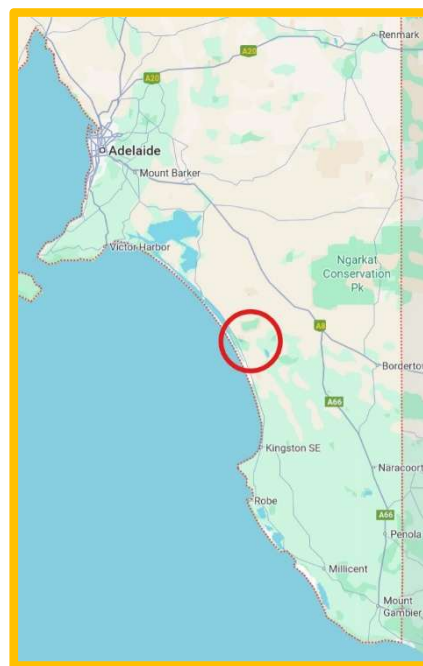 Renmark
A20
A20
Adelaide
Mount Barker
Victor Harbor
Ngarkat
Conservation
Pk
A8
Borderton
A66
Kingston SE
Naracoort
Robe
A66
Penola
Millicent
Mount
Gambier